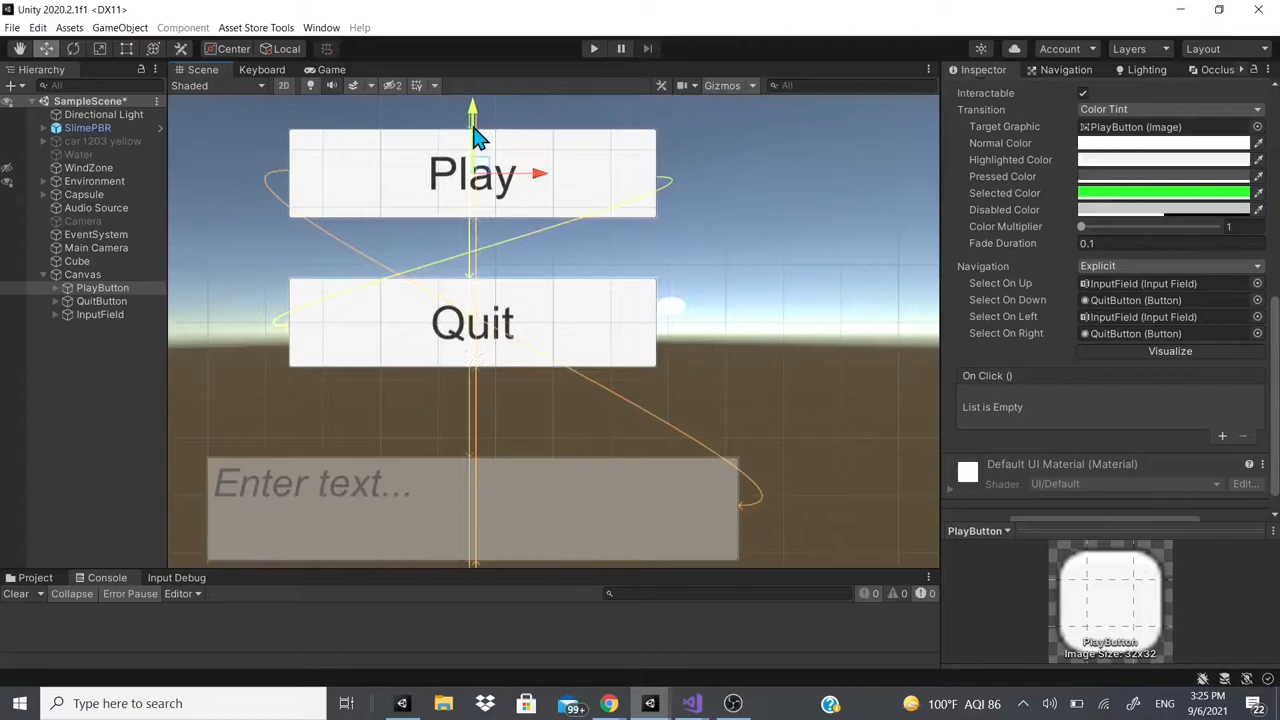 Unity 2020.2.1f1 <DX11>
File Edit Assets GameObject Component Asset Store Tools Window Help
Center Local Account Layers Layout
Hierarchy Scene Keyboard Game Inspector Navigation Lighting Occlus
All Shaded 20 2 Gizmos All
SampleScene*
Directional Light
SlimePBR
car 1203 yellow
Water
WindZone
Environment
Capsule
Audio Source
Camera
EventSystem
Main Camera
Cube
Canvas
PlayButton
QuitButton
InputField
Play
Quit
Enter text...
Interactable
Transition Color Tint
Target Graphic PlayButton (Image)
Normal Color
Highlighted Color
Pressed Color
Selected Color
Disabled Color
Color Multiplier 1
Fade Duration 0.1
Navigation Explicit
Select On Up InputField (Input Field)
Select On Down QuitButton (Button)
Select On Left InputField (Input Field)
Select On Right QuitButton (Button)
Visualize
On Click ()
List is Empty
Default UI Material (Material)
Shader UI/Default Edit...
PlayButton
PlayButton
Image Size: 32x32
Project Console Input Debug
Clear Collapse Error Pause Editor 0 0 0
Type here to search
99+
100°F AQI 86
ENG
3:25 PM
9/6/2021
22